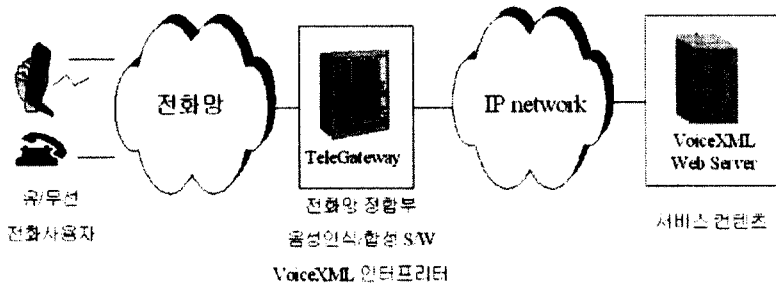 전화망
TeleGateway
IP network
VoiceXML
Web Server
유/무선
전화사용자
전화망 정합부
음성인식/합성 S/W
VoiceXML 인터프리터
서비스 컨텐츠